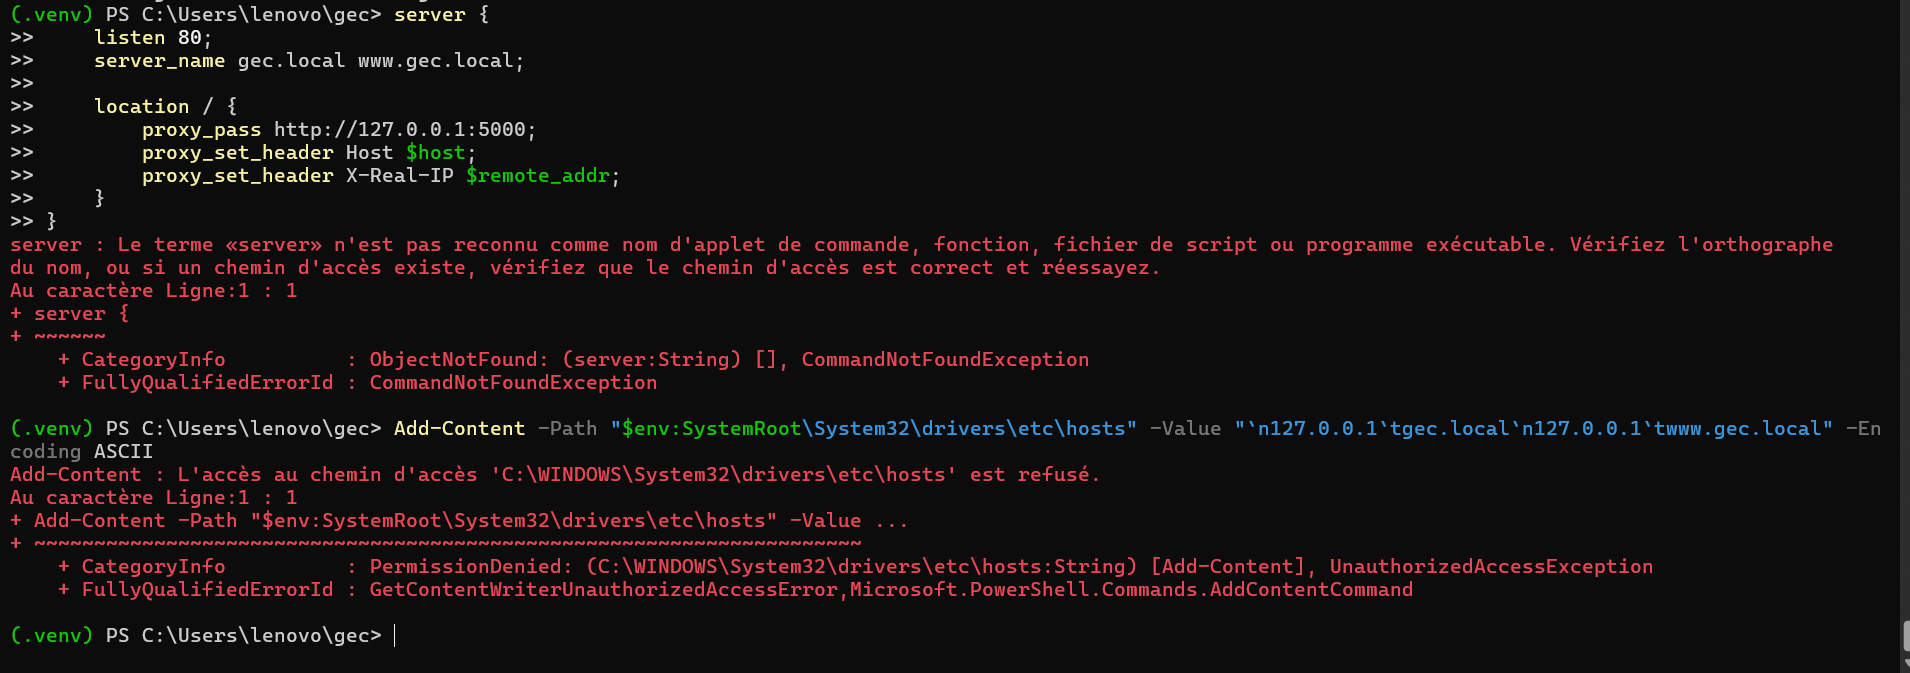 (.venv) PS C:\Users\lenovo\gec> server {
>>     listen 80;
>>     server_name gec.local www.gec.local;
>>
>>     location / {
>>         proxy_pass http://127.0.0.1:5000;
>>         proxy_set_header Host $host;
>>         proxy_set_header X-Real-IP $remote_addr;
>>     }
>> }
server : Le terme «server» n'est pas reconnu comme nom d'applet de commande, fonction, fichier de script ou programme exécutable. Vérifiez l'orthographe
du nom, ou si un chemin d'accès existe, vérifiez que le chemin d'accès est correct et réessayez.
Au caractère Ligne:1 : 1
+ server {
+ ~~~~~~
    + CategoryInfo          : ObjectNotFound: (server:String) [], CommandNotFoundException
    + FullyQualifiedErrorId : CommandNotFoundException

(.venv) PS C:\Users\lenovo\gec> Add-Content -Path "$env:SystemRoot\System32\drivers\etc\hosts" -Value "`n127.0.0.1`tgec.local`n127.0.0.1`twww.gec.local" -En
coding ASCII
Add-Content : L'accès au chemin d'accès 'C:\WINDOWS\System32\drivers\etc\hosts' est refusé.
Au caractère Ligne:1 : 1
+ Add-Content -Path "$env:SystemRoot\System32\drivers\etc\hosts" -Value ...
+ ~~~~~~~~~~~~~~~~~~~~~~~~~~~~~~~~~~~~~~~~~~~~~~~~~~~~~~~~~~~~~~~~~~~~~
    + CategoryInfo          : PermissionDenied: (C:\WINDOWS\System32\drivers\etc\hosts:String) [Add-Content], UnauthorizedAccessException
    + FullyQualifiedErrorId : GetContentWriterUnauthorizedAccessError,Microsoft.PowerShell.Commands.AddContentCommand

(.venv) PS C:\Users\lenovo\gec>